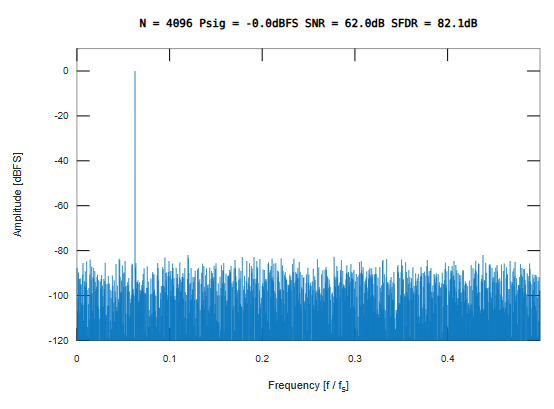 N = 4096 Psig = -0.0dBFS SNR = 62.0dB SFDR = 82.1dB
0
-20
-40
-60
-80
-100
-120
Amplitude [dBFS]
0 0.1 0.2 0.3 0.4
Frequency [f / fs]